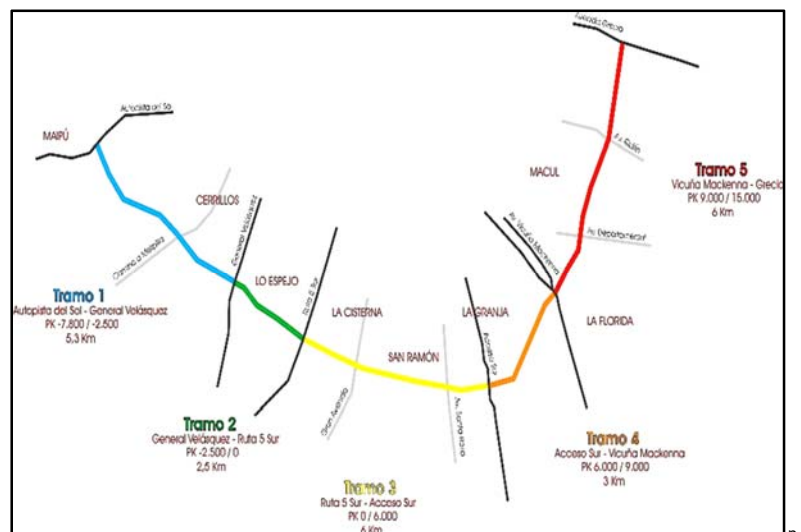 Avenida Grecia
Autopista del Sol
MAIPÚ
Av. Quilín
MACUL
Tramo 5
Vicuña Mackenna - Grecia
PK 9.000 / 15.000
6 Km
CERRILLOS
General Velásquez
Av. Vicuña Mackenna
Av. Departamental
Camino a Melipilla
LO ESPEJO
Ruta 5 Sur
Tramo 1
Autopista del Sol - General Velásquez
PK -7.800 / -2.500
5,3 Km
LA CISTERNA
LA GRANJA
LA FLORIDA
SAN RAMÓN
Acceso Sur
Gran Avenida
Av. Santa Rosa
Tramo 2
General Velásquez - Ruta 5 Sur
PK -2.500 / 0
2,5 Km
Tramo 4
Acceso Sur - Vicuña Mackenna
PK 6.000 / 9.000
3 Km
Tramo 3
Ruta 5 Sur - Acceso Sur
PK 0 / 6.000
6 Km